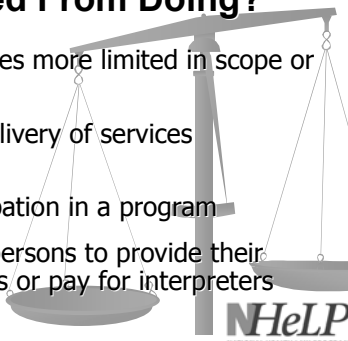 ed From Doing?
es more limited in scope or
livery of services
pation in a program
ersons to provide their
s or pay for interpreters
NHeLP